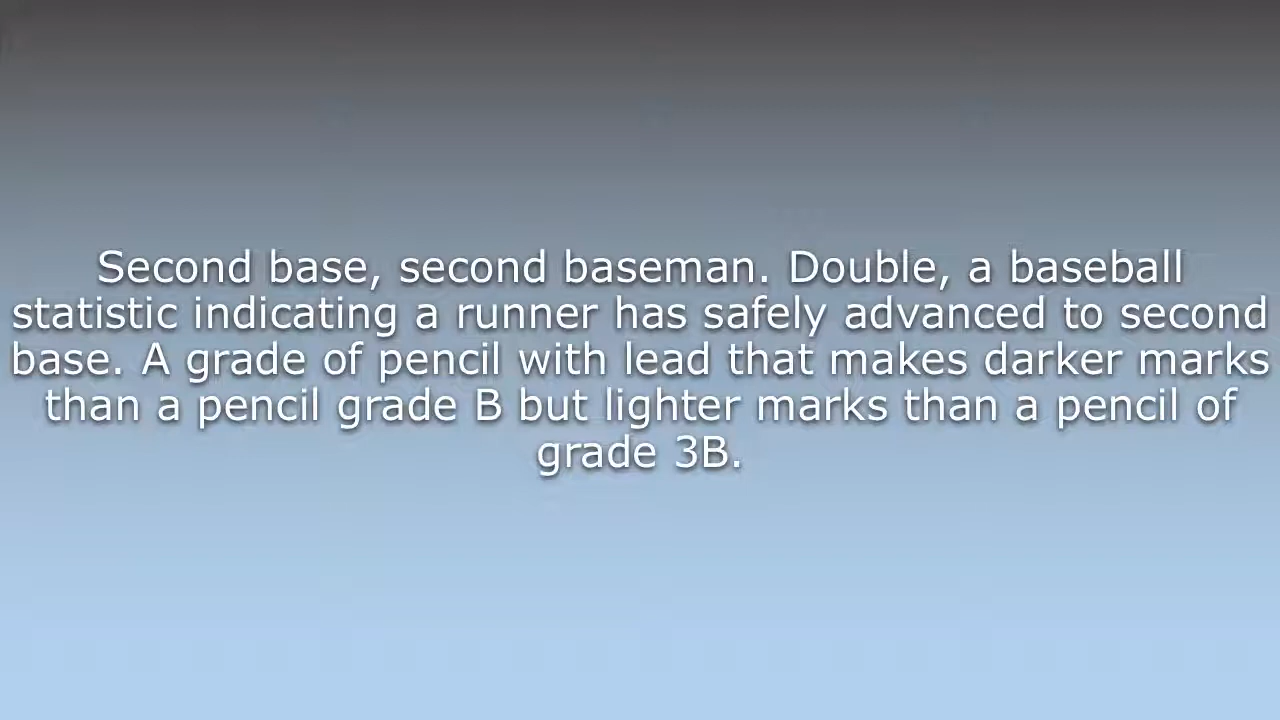 Second base, second baseman. Double, a baseball
statistic indicating a runner has safely advanced to second
base. A grade of pencil with lead that makes darker marks
than a pencil grade B but lighter marks than a pencil of
grade 3B.